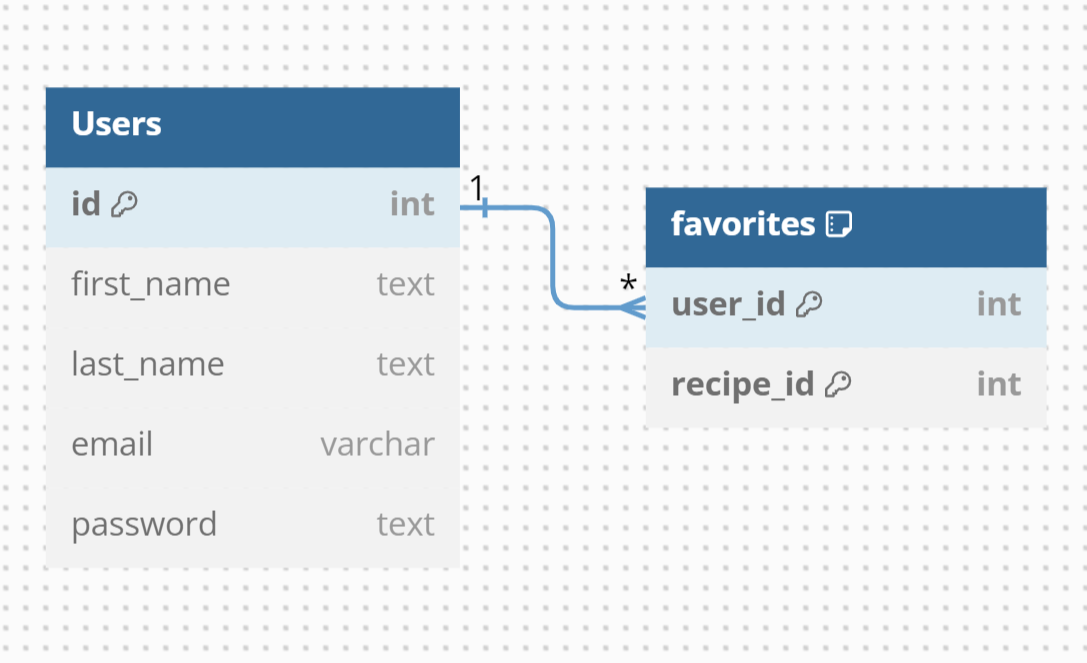 Users
id int
first_name text
last_name text
email varchar
password text
1
*
favorites
user_id int
recipe_id int